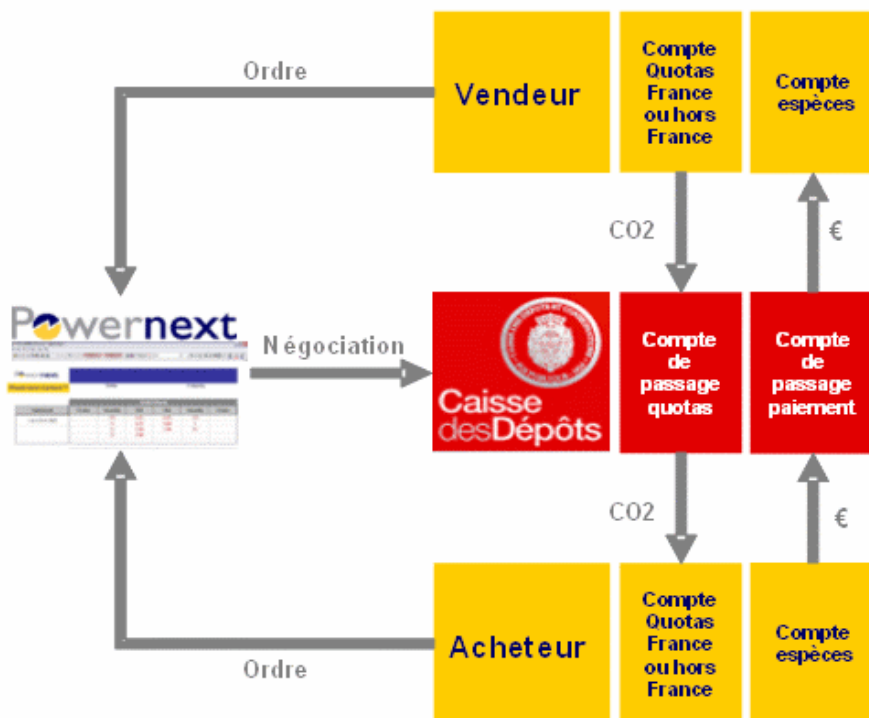 Ordre
Vendeur
Compte
Quotas
France
ou hors
France
Compte
espèces
CO2
€
Powernext
Négociation
Caisse
desDépôts
Compte
de
passage
quotas
Compte
de
passage
paiement
CO2
€
Ordre
Acheteur
Compte
Quotas
France
ou hors
France
Compte
espèces